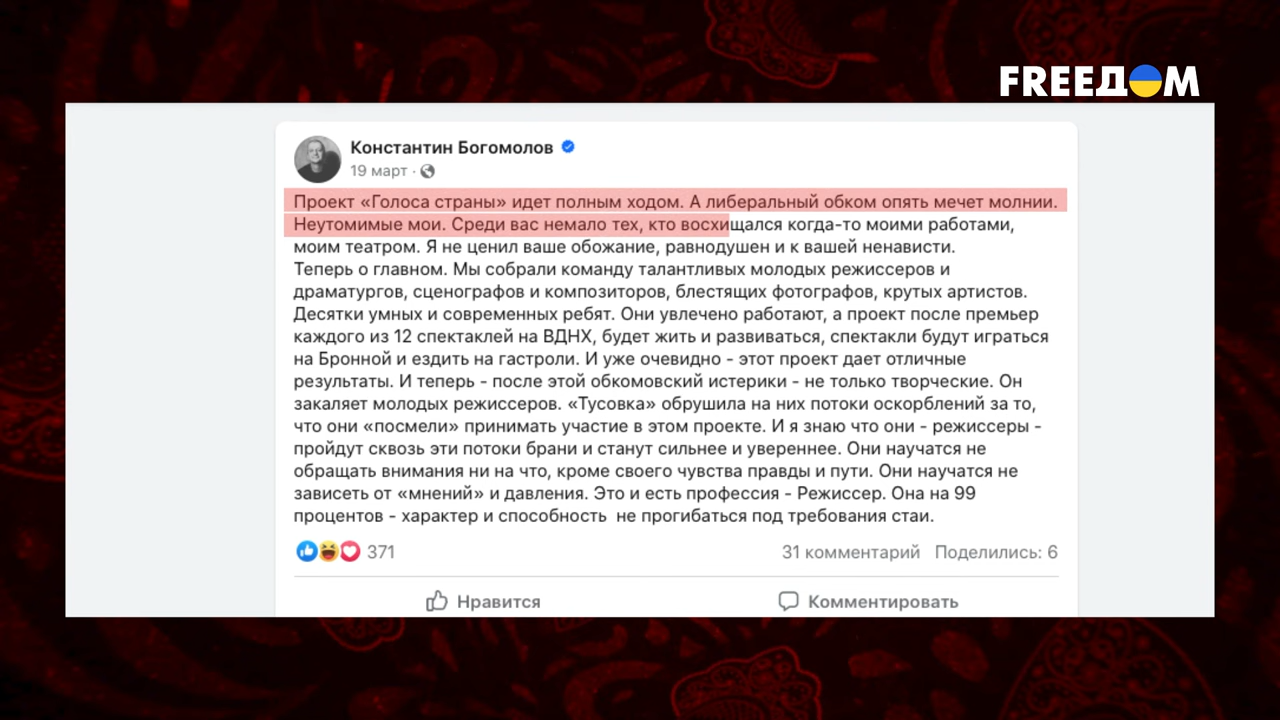 FREEДOM
Константин Богомолов
19 март ·
Проект «Голоса страны» идет полным ходом. А либеральный обком опять мечет молнии.
Неутомимые мои. Среди вас немало тех, кто восхищался когда-то моими работами,
моим театром. Я не ценил ваше обожание, равнодушен и к вашей ненависти.
Теперь о главном. Мы собрали команду талантливых молодых режиссеров и
драматургов, сценографов и композиторов, блестящих фотографов, крутых артистов.
Десятки умных и современных ребят. Они увлечено работают, а проект после премьер
каждого из 12 спектаклей на ВДНХ, будет жить и развиваться, спектакли будут играться
на Бронной и ездить на гастроли. И уже очевидно - этот проект дает отличные
результаты. И теперь - после этой обкомовский истерики - не только творческие. Он
закаляет молодых режиссеров. «Тусовка» обрушила на них потоки оскорблений за то,
что они «посмели» принимать участие в этом проекте. И я знаю что они - режиссеры -
пройдут сквозь эти потоки брани и станут сильнее и увереннее. Они научатся не
обращать внимания ни на что, кроме своего чувства правды и пути. Они научатся не
зависеть от «мнений» и давления. Это и есть профессия - Режиссер. Она на 99
процентов - характер и способность  не прогибаться под требования стаи.
371 31 комментарий Поделились: 6
Нравится Комментировать